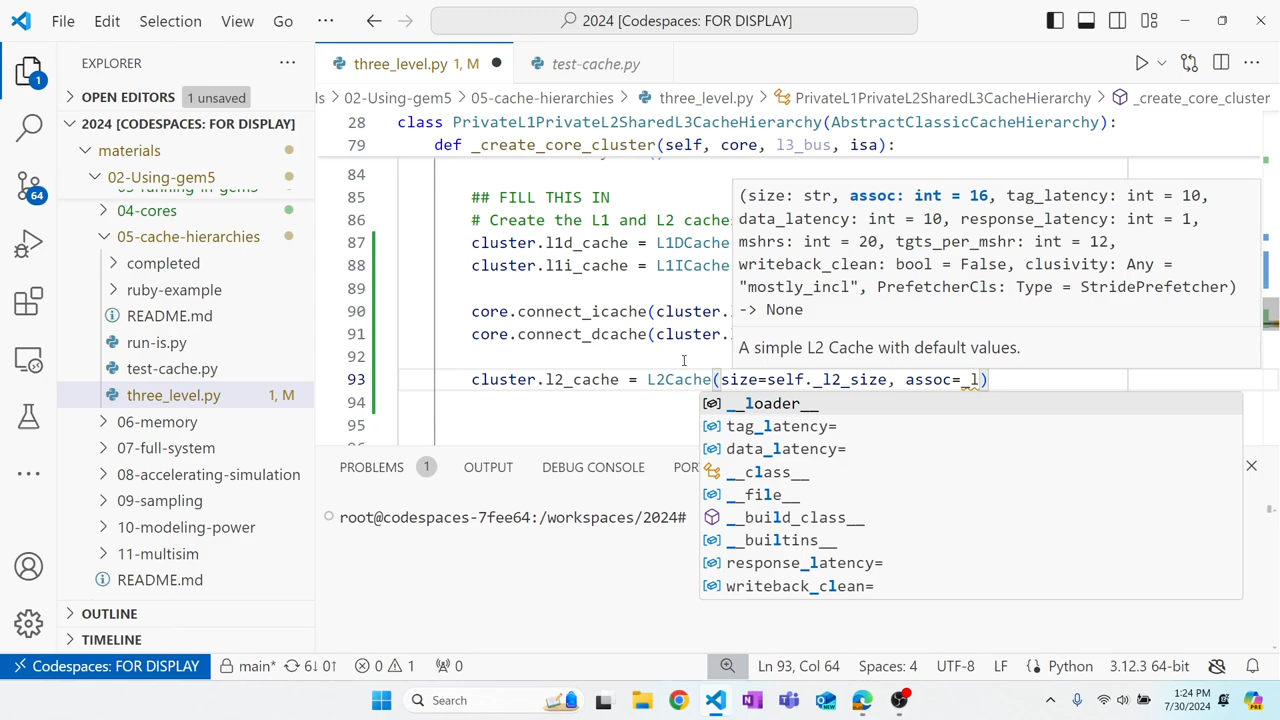 File Edit Selection View Go ··· 2024 [Codespaces: FOR DISPLAY]
EXPLORER ···
three_level.py 1, M test-cache.py
OPEN EDITORS 1 unsaved
ls > 02-Using-gem5 > 05-cache-hierarchies > three_level.py > PrivateL1PrivateL2SharedL3CacheHierarchy > _create_core_cluster
2024 [CODESPACES: FOR DISPLAY]
materials
02-Using-gem5
04-cores
05-cache-hierarchies
completed
ruby-example
README.md
run-is.py
test-cache.py
three_level.py 1, M
06-memory
07-full-system
08-accelerating-simulation
09-sampling
10-modeling-power
11-multisim
README.md
OUTLINE
TIMELINE
1
64
28 class PrivateL1PrivateL2SharedL3CacheHierarchy(AbstractClassicCacheHierarchy):
79 def _create_core_cluster(self, core, l3_bus, isa):
84
85 ## FILL THIS IN
86 # Create the L1 and L2 caches
87 cluster.l1d_cache = L1DCache
88 cluster.l1i_cache = L1ICache
90 core.connect_icache(cluster.
91 core.connect_dcache(cluster.
92
93 cluster.l2_cache = L2Cache(size=self._l2_size, assoc=_l)
94
95
(size: str, assoc: int = 16, tag_latency: int = 10,
data_latency: int = 10, response_latency: int = 1,
mshrs: int = 20, tgts_per_mshr: int = 12,
writeback_clean: bool = False, clusivity: Any =
"mostly_incl", PrefetcherCls: Type = StridePrefetcher)
-> None
A simple L2 Cache with default values.
__loader__
tag_latency=
data_latency=
__class__
__file__
__build_class__
__builtins__
response_latency=
writeback_clean=
PROBLEMS 1 OUTPUT DEBUG CONSOLE POR
root@codespaces-7fee64:/workspaces/2024#
Codespaces: FOR DISPLAY main* 6↓ 0↑ 0 1 0 Ln 93, Col 64 Spaces: 4 UTF-8 LF Python 3.12.3 64-bit
Search
1:24 PM
7/30/2024